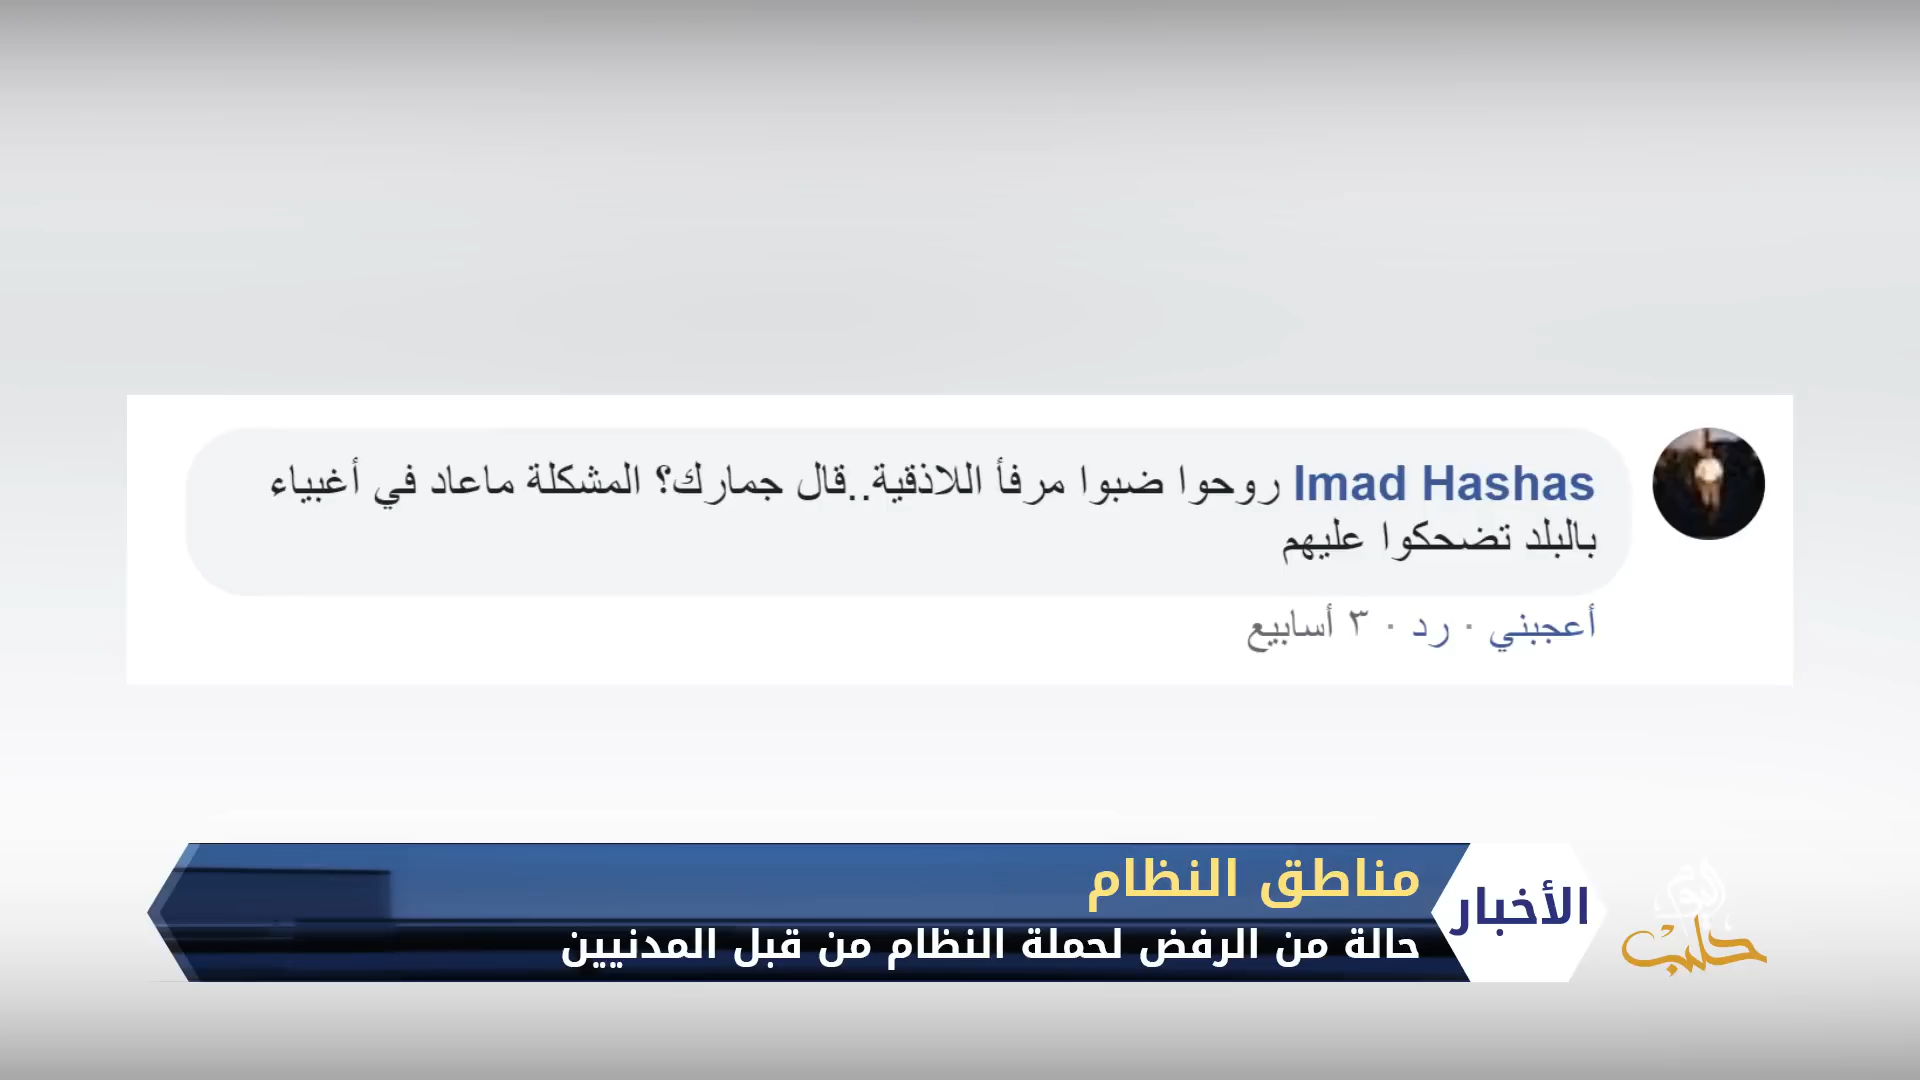 Imad Hashas روحوا ضبوا مرفأ اللاذقية..قال جمارك؟ المشكلة ماعاد في أغبياء
بالبلد تضحكوا عليهم
أعجبني · رد · ٣ أسابيع
مناطق النظام
الأخبار
حالة من الرفض لحملة النظام من قبل المدنيين
حلب
اليوم